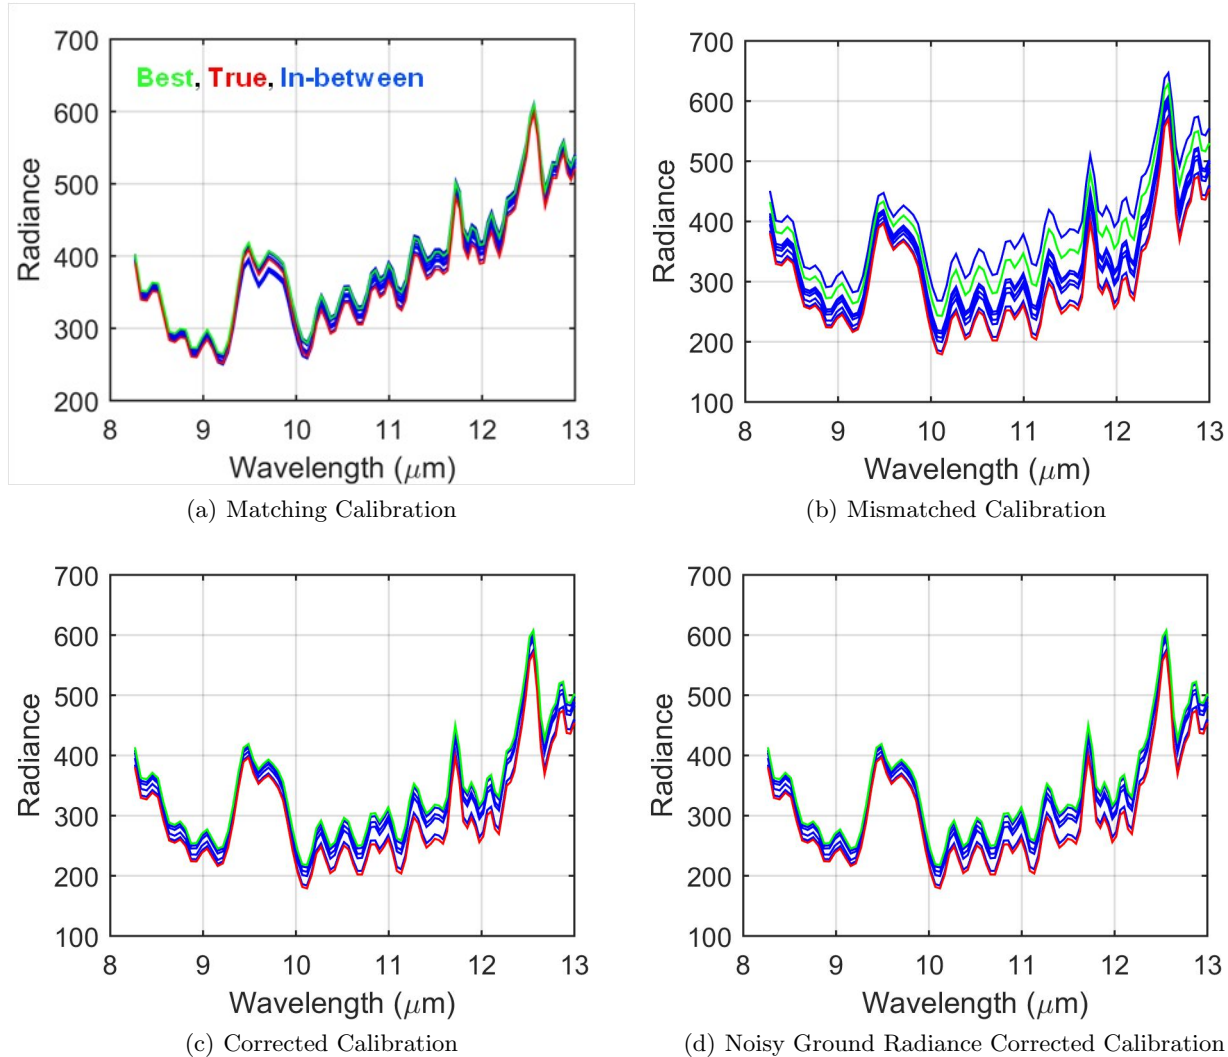 700
600
500
400
300
200
8 9 10 11 12 13
Radiance
Wavelength (μm)
Best, True, In-between
(a) Matching Calibration
700
600
500
400
300
200
100
8 9 10 11 12 13
Radiance
Wavelength (μm)
(b) Mismatched Calibration
700
600
500
400
300
200
100
8 9 10 11 12 13
Radiance
Wavelength (μm)
(c) Corrected Calibration
700
600
500
400
300
200
100
8 9 10 11 12 13
Radiance
Wavelength (μm)
(d) Noisy Ground Radiance Corrected Calibration